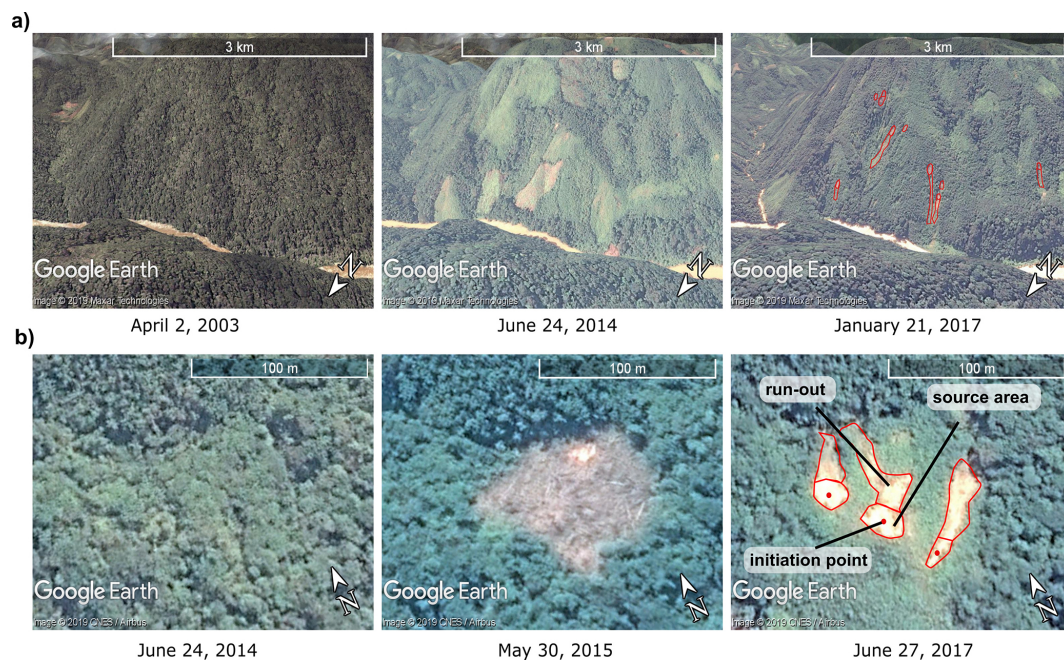 a)
3 km
3 km
3 km
N
N
N
Google Earth
Google Earth
Google Earth
Image © 2019 Maxar Technologies
Image © 2019 Maxar Technologies
Image © 2019 Maxar Technologies
April 2, 2003
June 24, 2014
January 21, 2017
b)
100 m
100 m
100 m
run-out
source area
initiation point
Google Earth
Google Earth
Google Earth
N
N
N
Image © 2019 CNES / Airbus
Image © 2019 CNES / Airbus
Image © 2019 CNES / Airbus
June 24, 2014
May 30, 2015
June 27, 2017